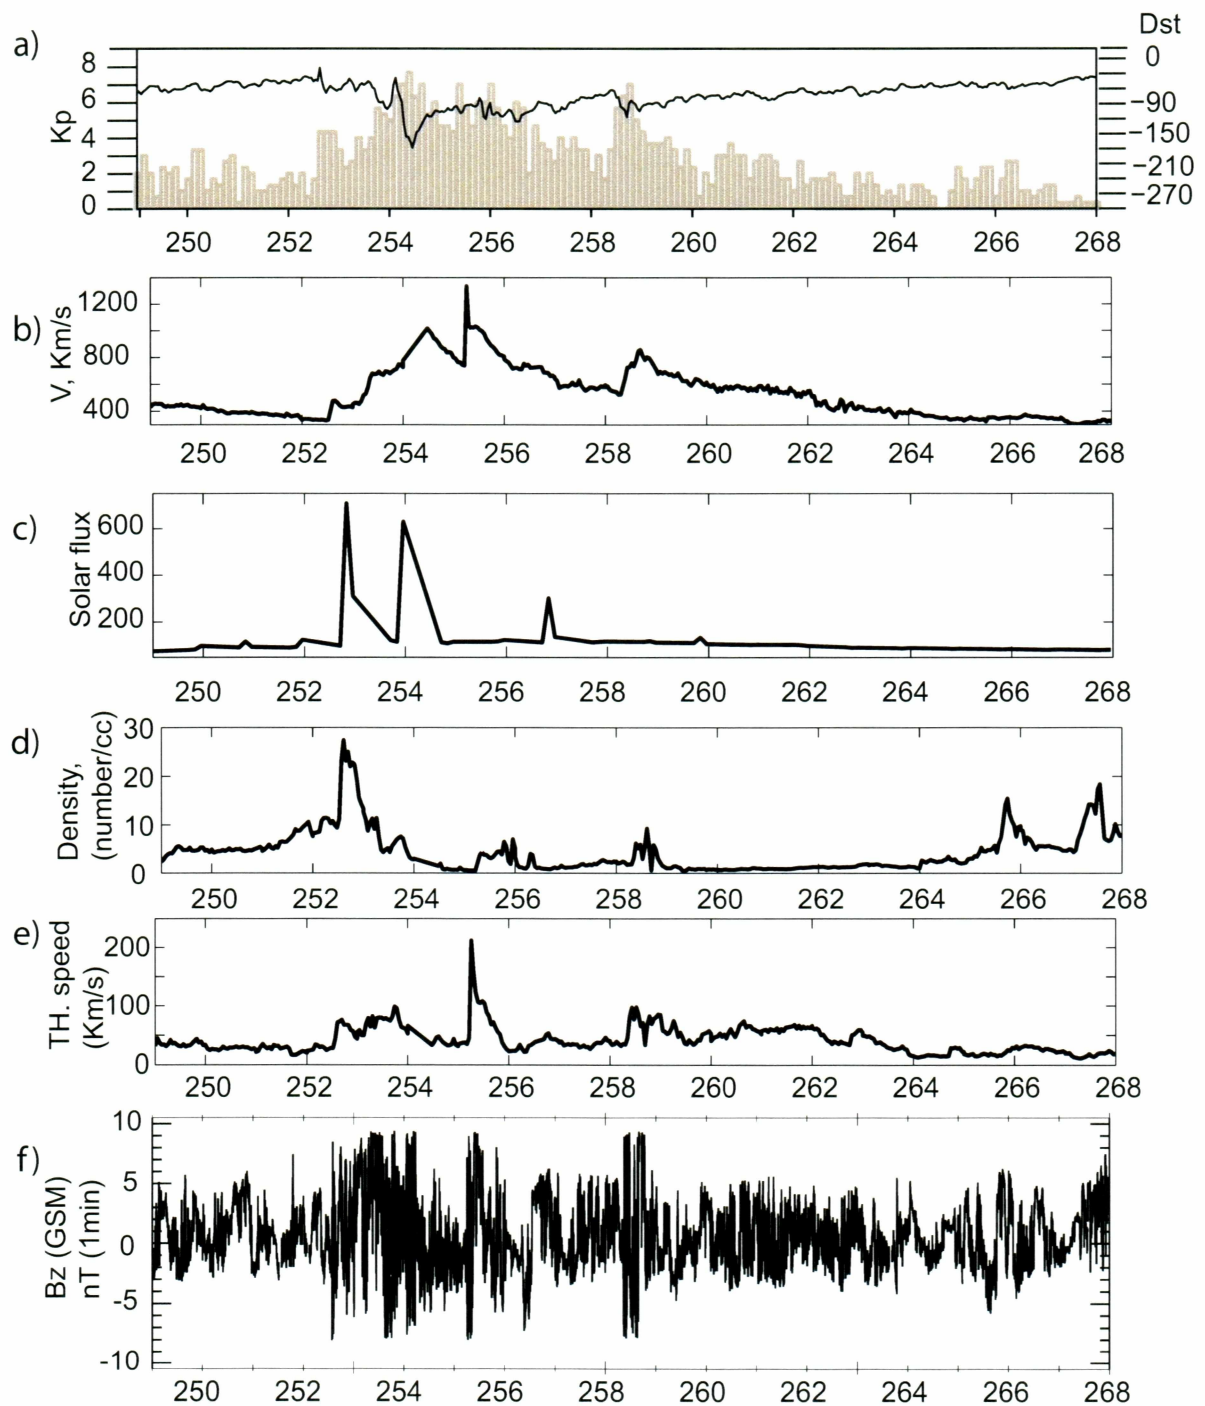 Dst
a)
Kp
8
6
4
2
0
0
−90
−150
−210
−270
250 252 254 256 258 260 262 264 266 268
b)
V, Km/s
1200
800
400
250 252 254 256 258 260 262 264 266 268
c)
Solar flux
600
400
200
250 252 254 256 258 260 262 264 266 268
d)
Density,
(number/cc)
30
20
10
0
250 252 254 256 258 260 262 264 266 268
e)
TH. speed
(Km/s)
200
100
0
250 252 254 256 258 260 262 264 266 268
f)
Bz (GSM)
nT (1min)
10
5
0
-5
-10
250 252 254 256 258 260 262 264 266 268